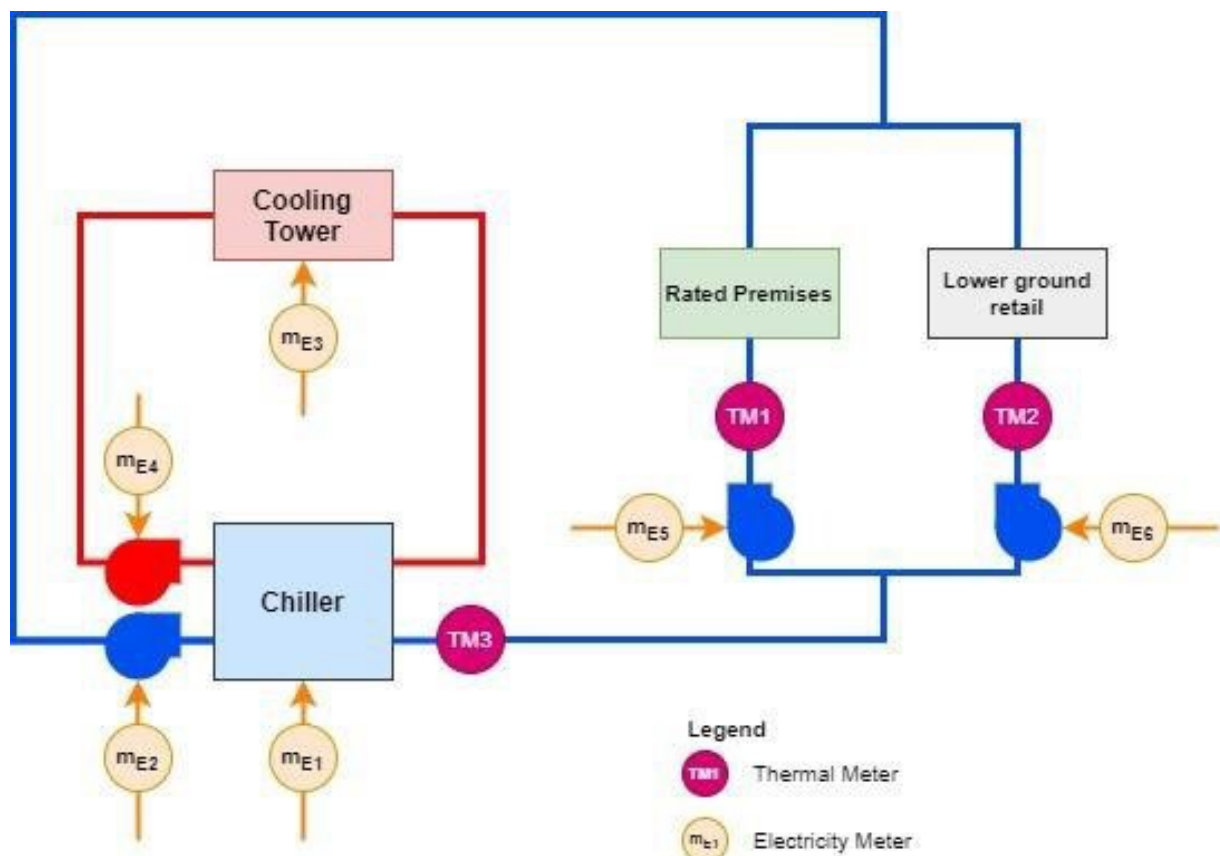 Cooling
Tower
mE3
Rated Premises
Lower ground
retail
TM1
TM2
mE4
mE5
mE6
Chiller
TM3
mE2
mE1
Legend
TM1
Thermal Meter
mE1
Electricity Meter